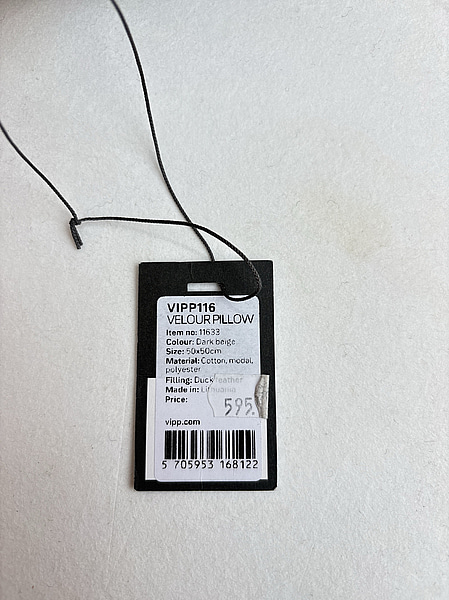 VIPP116
VELOUR PILLOW
Item no: 11633
Colour: Dark beige
Size: 50x50cm
Material: Cotton, modal,
polyester
Filling: Duck feather
Made in: Lithuania
Price:
595.
vipp.com
5 705953 168122